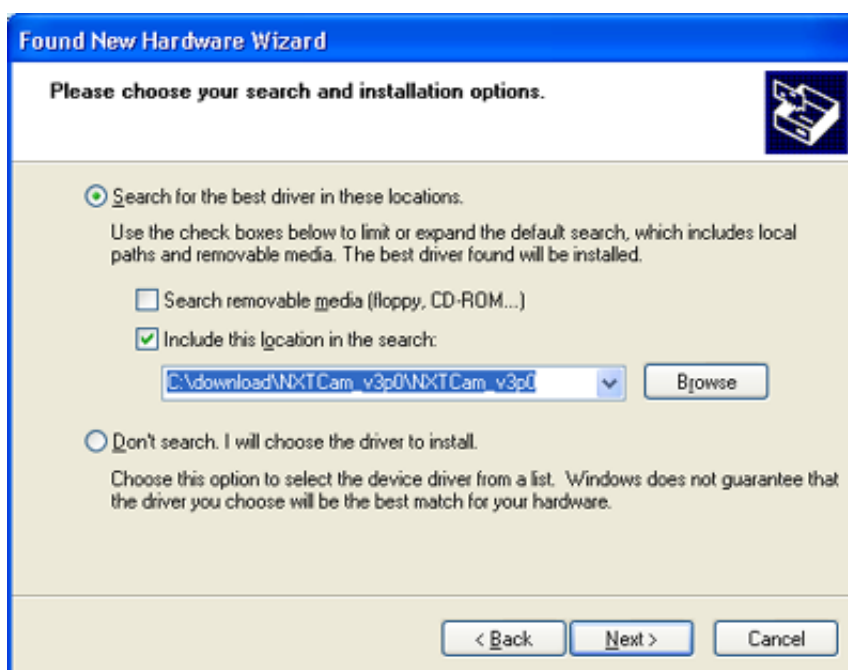 Found New Hardware Wizard
Please choose your search and installation options.
Search for the best driver in these locations.
Use the check boxes below to limit or expand the default search, which includes local
paths and removable media. The best driver found will be installed.
Search removable media (floppy, CD-ROM...)
Include this location in the search:
C:\download\NXTCam_v3p0\NXTCam_v3p0
Browse
Don't search. I will choose the driver to install.
Choose this option to select the device driver from a list. Windows does not guarantee that
the driver you choose will be the best match for your hardware.
< Back
Next >
Cancel